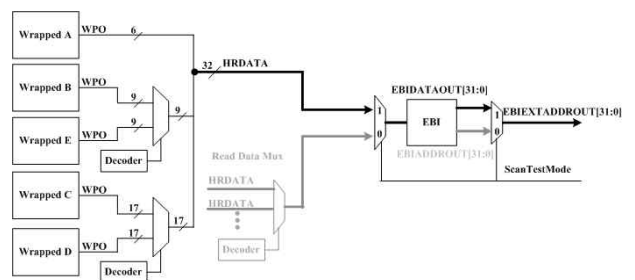 Wrapped A
WPO
6
32
HRDATA
Wrapped B
WPO
9
Wrapped E
WPO
9
9
Decoder
Wrapped C
WPO
17
Wrapped D
WPO
17
17
Decoder
Read Data Mux
HRDATA
HRDATA
Decoder
1
0
EBIDATAOUT[31:0]
EBI
EBIADDROUT[31:0]
1
0
EBIEXTADDROUT[31:0]
ScanTestMode